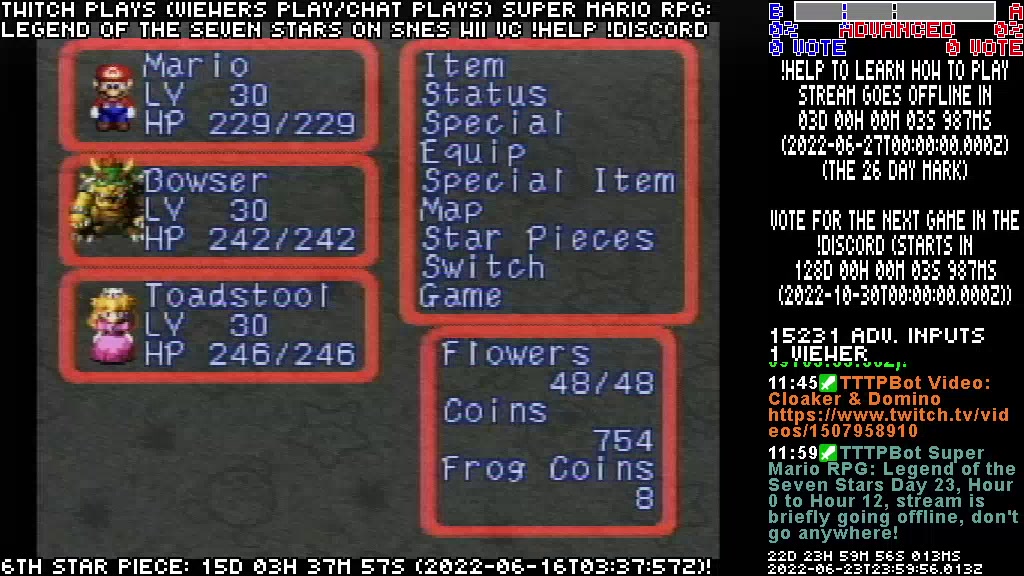 TWITCH PLAYS (VIEWERS PLAY/CHAT PLAYS) SUPER MARIO RPG:
LEGEND OF THE SEVEN STARS ON SNES WII VC !HELP !DISCORD
Mario
LV 30
HP 229/229
Bowser
LV 30
HP 242/242
Toadstool
LV 30
HP 246/246
Item
Status
Special
Equip
Special Item
Map
Star Pieces
Switch
Game
Flowers
48/48
Coins
754
Frog Coins
8
6TH STAR PIECE: 15D 03H 37M 57S (2022-06-16T03:37:57Z)!
B A
0% ADVANCED 0%
0 VOTE 0 VOTE
!HELP TO LEARN HOW TO PLAY
STREAM GOES OFFLINE IN
03D 00H 00M 03S 987MS
(2022-06-27T00:00:00.000Z)
(THE 26 DAY MARK)
VOTE FOR THE NEXT GAME IN THE
!DISCORD (STARTS IN
128D 00H 00M 03S 987MS
(2022-10-30T00:00:00.000Z))
15231 ADV. INPUTS
1 VIEWER
11:45 TTTPBot Video:
Cloaker & Domino
https://www.twitch.tv/vid
eos/1507958910
11:59 TTTPBot Super
Mario RPG: Legend of the
Seven Stars Day 23, Hour
0 to Hour 12, stream is
briefly going offline, don't
go anywhere!
22D 23H 59M 56S 013MS
2022-06-23T23:59:56.013Z